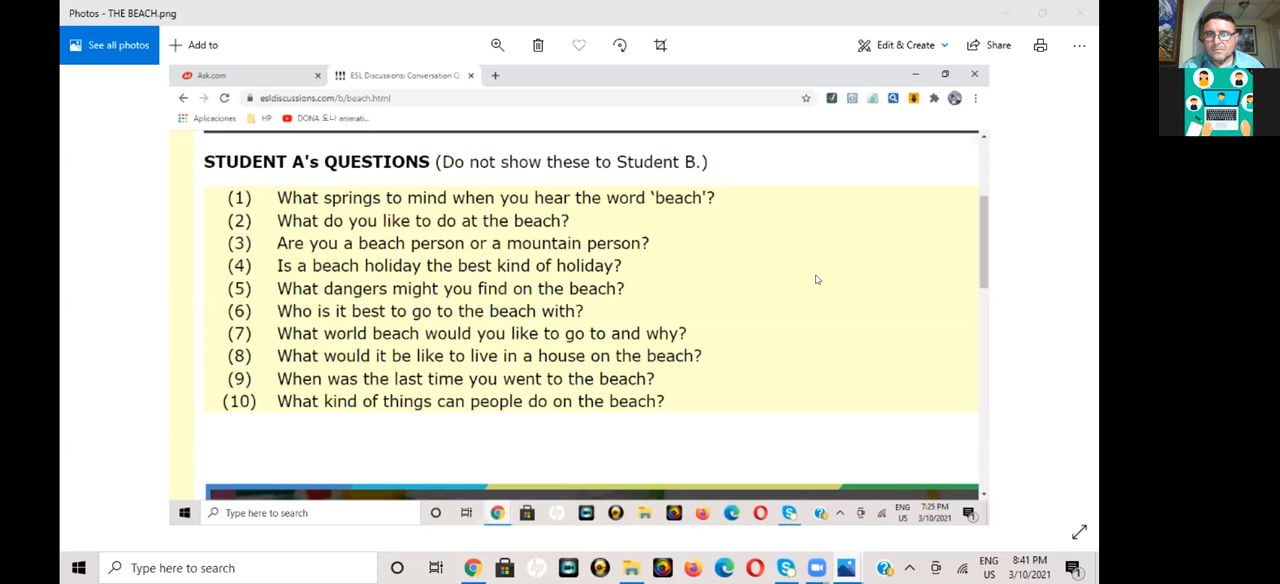 Photos - THE BEACH.png
See all photos
Add to
Edit & Create
Share
Ask.com
ESL Discussions: Conversation Q
esldiscussions.com/b/beach.html
Aplicaciones
HP
DONA 도나 animati...
STUDENT A's QUESTIONS (Do not show these to Student B.)
(1) What springs to mind when you hear the word ‘beach'?
(2) What do you like to do at the beach?
(3) Are you a beach person or a mountain person?
(4) Is a beach holiday the best kind of holiday?
(5) What dangers might you find on the beach?
(6) Who is it best to go to the beach with?
(7) What world beach would you like to go to and why?
(8) What would it be like to live in a house on the beach?
(9) When was the last time you went to the beach?
(10) What kind of things can people do on the beach?
Type here to search
ENG
US
7:25 PM
3/10/2021
Type here to search
ENG
US
8:41 PM
3/10/2021